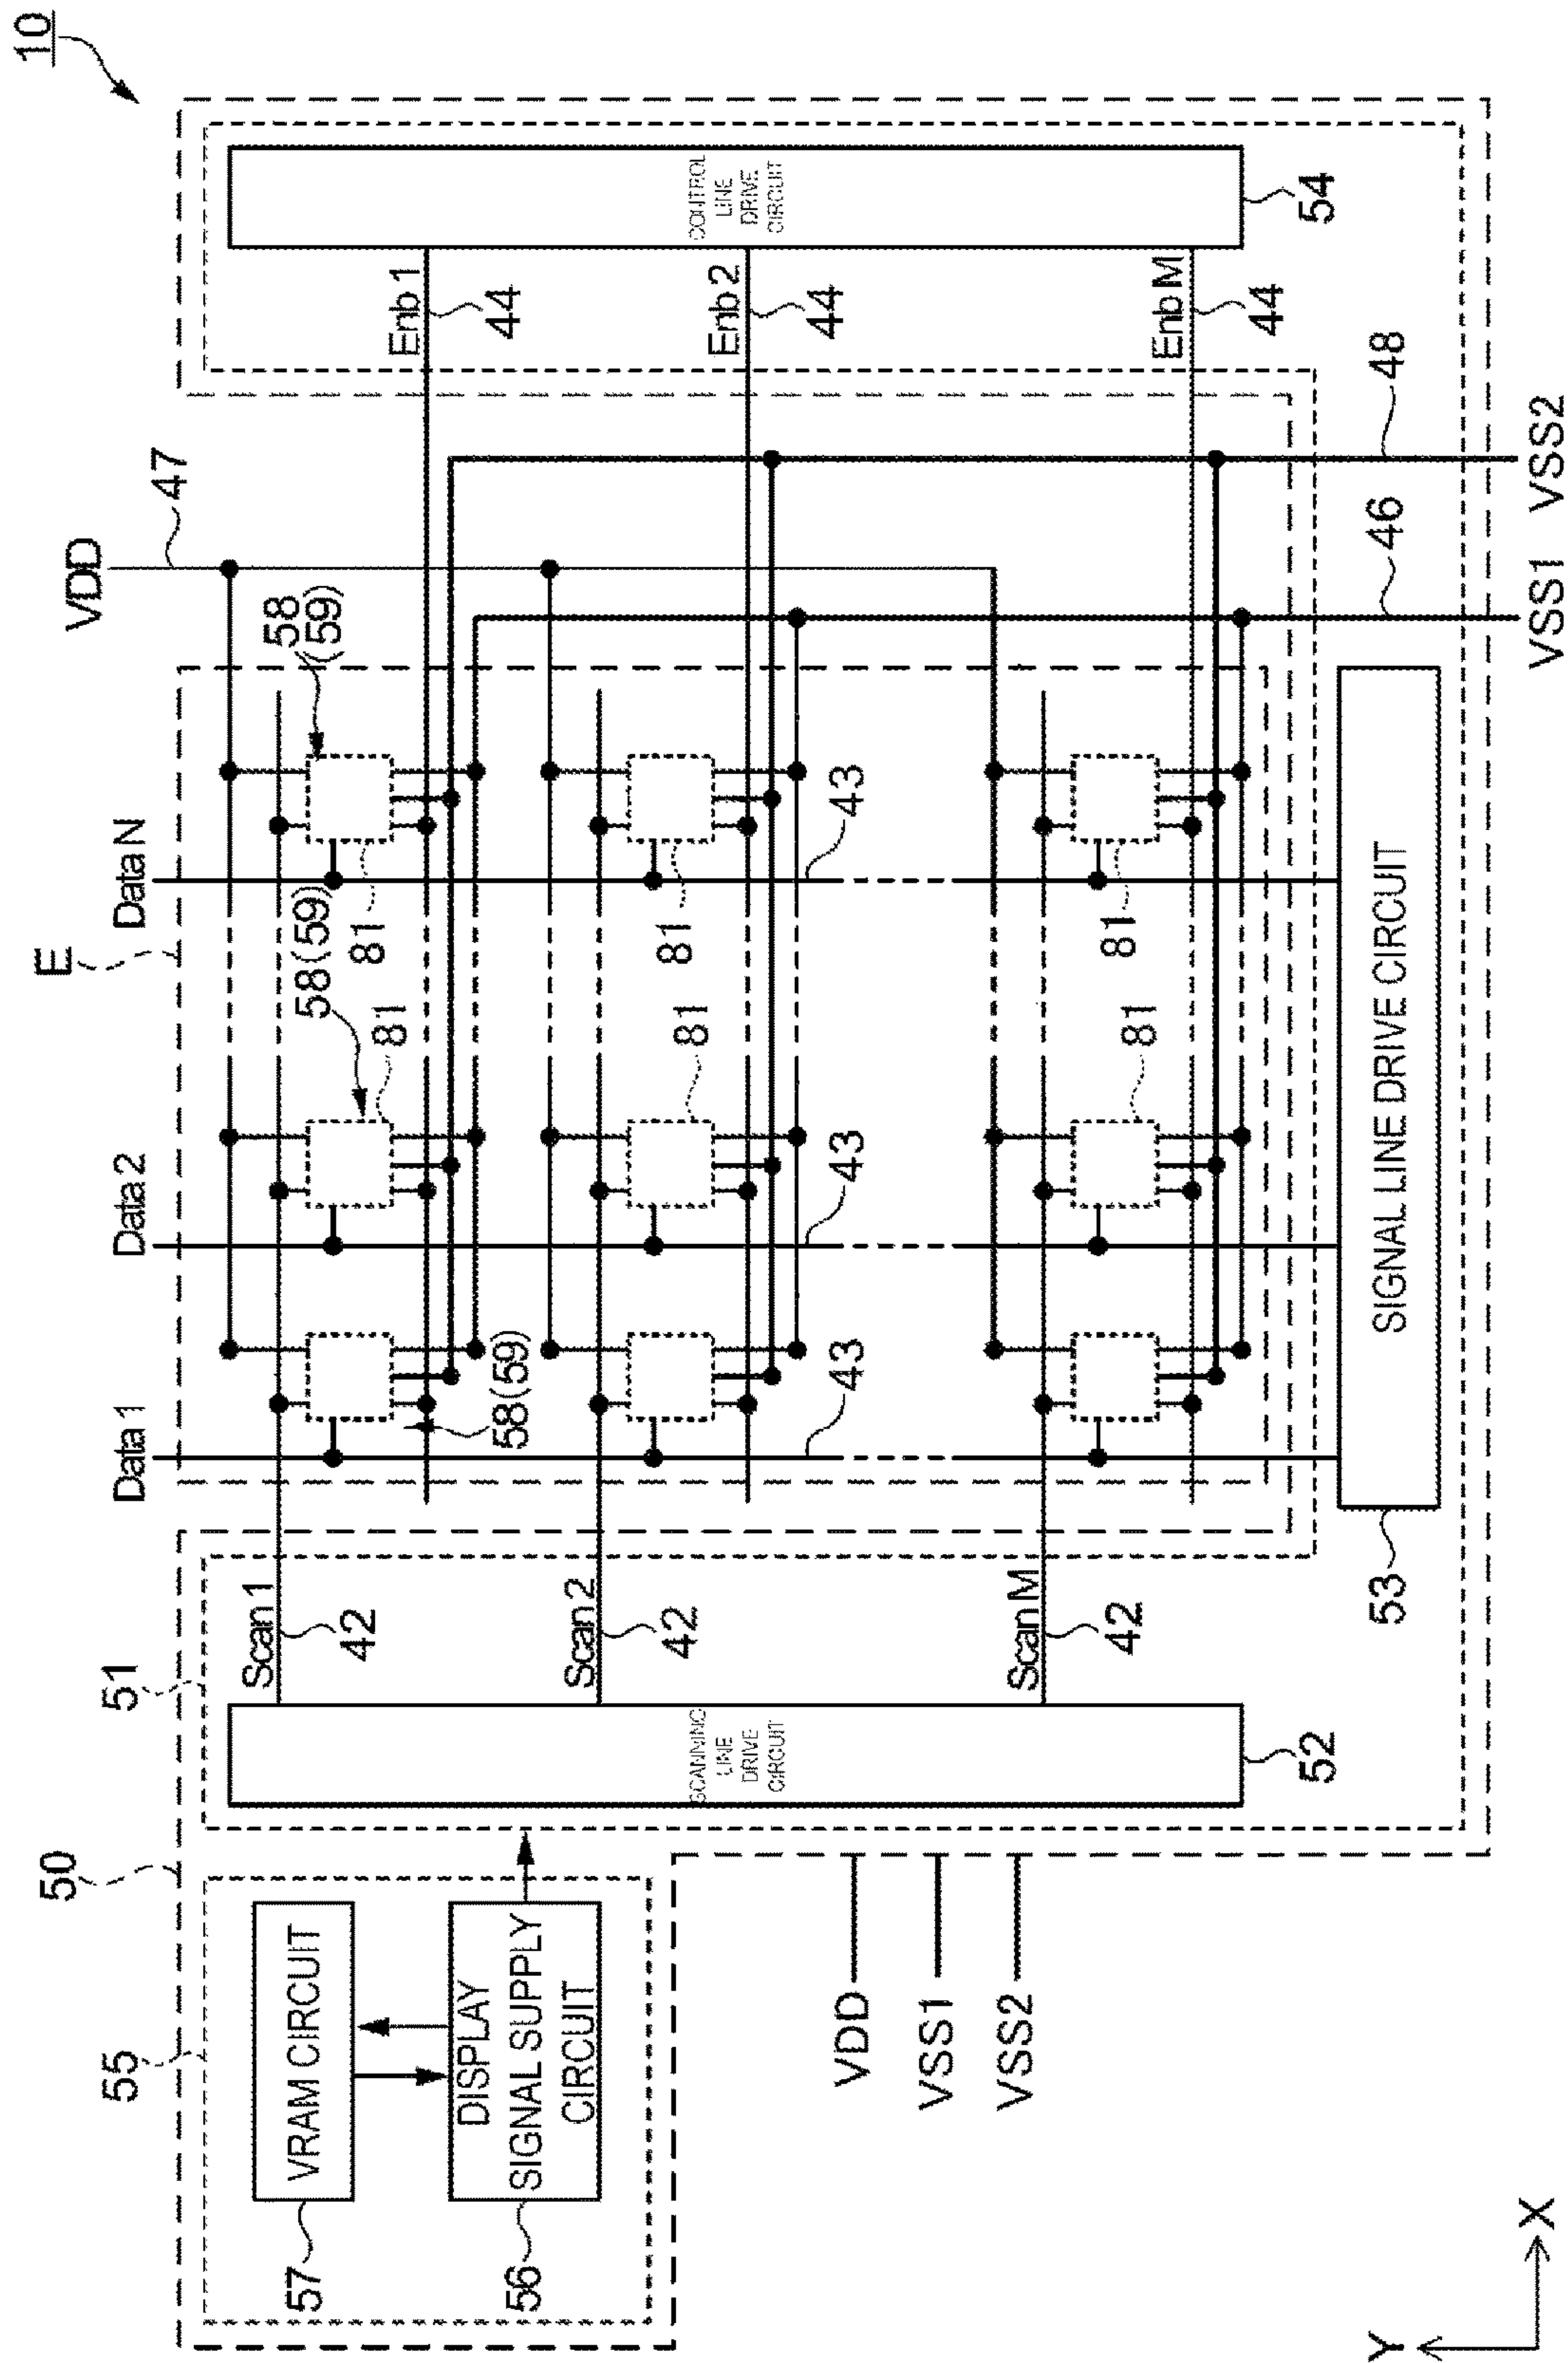 10
VDD
47
E
Data 1
Data 2
Data N
58
(59)
58(59)
81
81
58(59)
Enb 1
44
CONTROL
LINE
DRIVE
CIRCUIT
54
50
51
Scan 1
42
55
VRAM CIRCUIT
57
DISPLAY
SIGNAL SUPPLY
CIRCUIT
56
SCANNING
LINE
DRIVE
CIRCUIT
52
Scan 2
42
81
81
Enb 2
44
43
43
43
Scan M
42
81
81
Enb M
44
VDD
VSS1
VSS2
SIGNAL LINE DRIVE CIRCUIT
53
46
48
VSS1
VSS2
Y
X